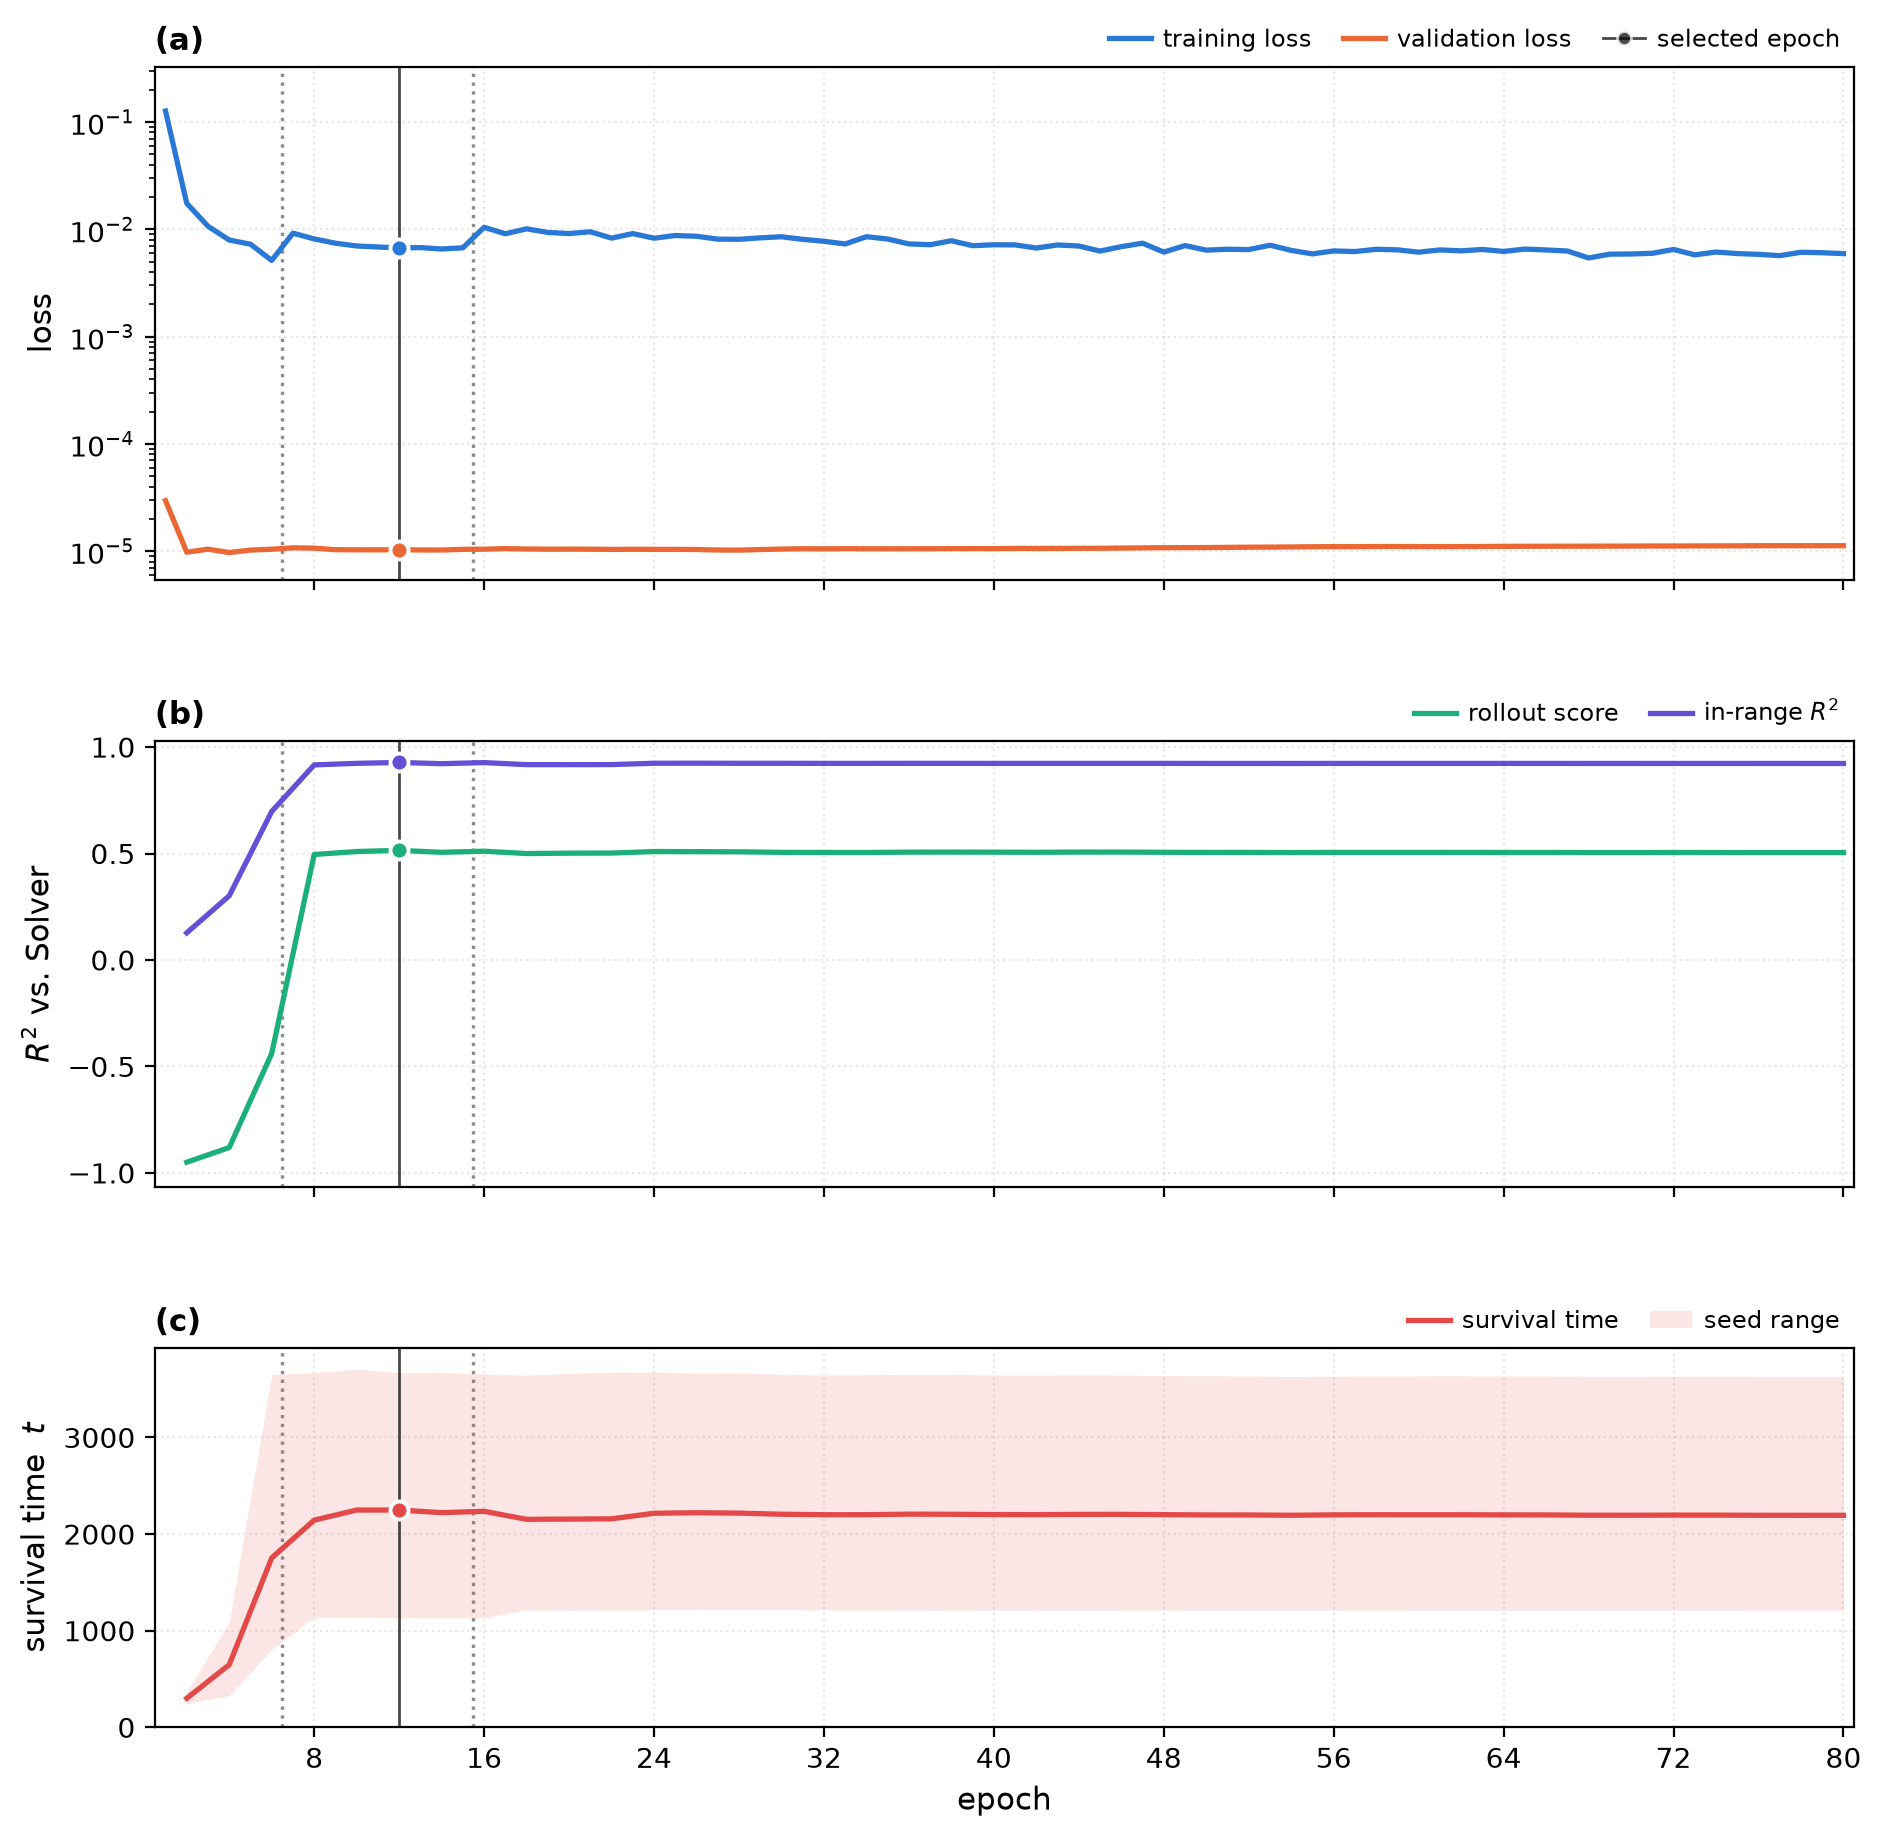 (a)
training loss validation loss selected epoch
10⁻¹
10⁻²
10⁻³
10⁻⁴
10⁻⁵
loss
(b)
rollout score in-range R²
1.0
0.5
0.0
−0.5
−1.0
R² vs. Solver
(c)
survival time seed range
3000
2000
1000
0
survival time t
8 16 24 32 40 48 56 64 72 80
epoch